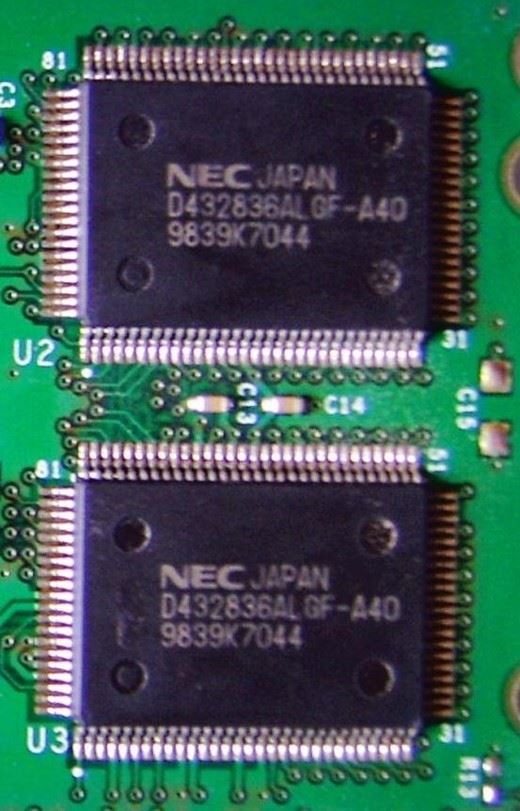 81
51
C3
NEC JAPAN
D432836ALGF-A40
9839K7044
31
U2
C13
C14
C15
81
51
NEC JAPAN
D432836ALGF-A40
9839K7044
U3
31
R13